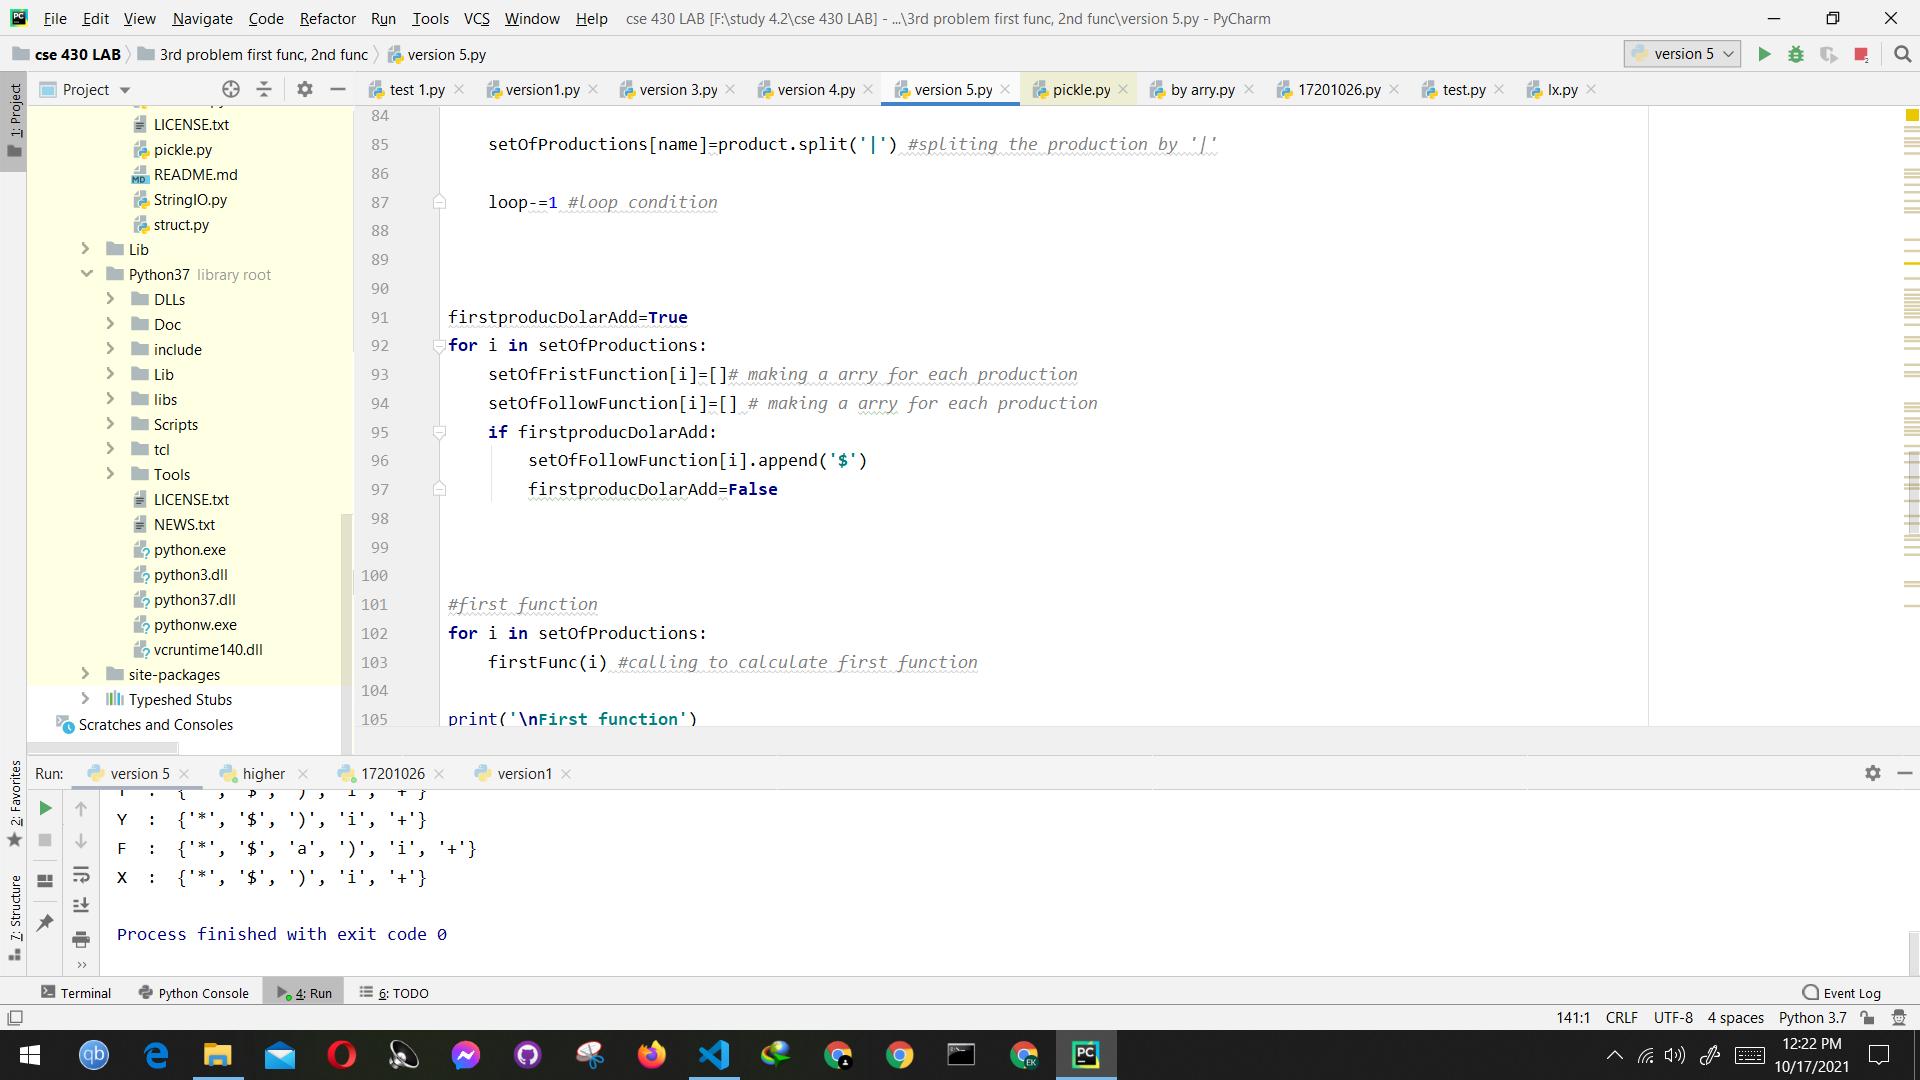 File Edit View Navigate Code Refactor Run Tools VCS Window Help cse 430 LAB [F:\study 4.2\cse 430 LAB] - ...\3rd problem first func, 2nd func\version 5.py - PyCharm
cse 430 LAB 3rd problem first func, 2nd func version 5.py
version 5
1: Project
Project
test 1.py version1.py version 3.py version 4.py version 5.py pickle.py by arry.py 17201026.py test.py lx.py
LICENSE.txt
pickle.py
README.md
StringIO.py
struct.py
Lib
Python37 library root
DLLs
Doc
include
Lib
libs
Scripts
tcl
Tools
LICENSE.txt
NEWS.txt
python.exe
python3.dll
python37.dll
pythonw.exe
vcruntime140.dll
site-packages
Typeshed Stubs
Scratches and Consoles
84
85 setOfProductions[name]=product.split('|') #spliting the production by '|'
86
87 loop-=1 #loop condition
88
89
90
91 firstproducDolarAdd=True
92 for i in setOfProductions:
93 setOfFristFunction[i]=[]# making a arry for each production
94 setOfFollowFunction[i]=[] # making a arry for each production
95 if firstproducDolarAdd:
96 setOfFollowFunction[i].append('$')
97 firstproducDolarAdd=False
98
99
100
101 #first function
102 for i in setOfProductions:
103 firstFunc(i) #calling to calculate first function
104
105 print('\nFirst function')
2: Favorites
7: Structure
Run: version 5 higher 17201026 version1
Y : {'*', '$', ')', 'i', '+'}
F : {'*', '$', 'a', ')', 'i', '+'}
X : {'*', '$', ')', 'i', '+'}
Process finished with exit code 0
Terminal Python Console 4: Run 6: TODO Event Log
141:1 CRLF UTF-8 4 spaces Python 3.7
12:22 PM
10/17/2021